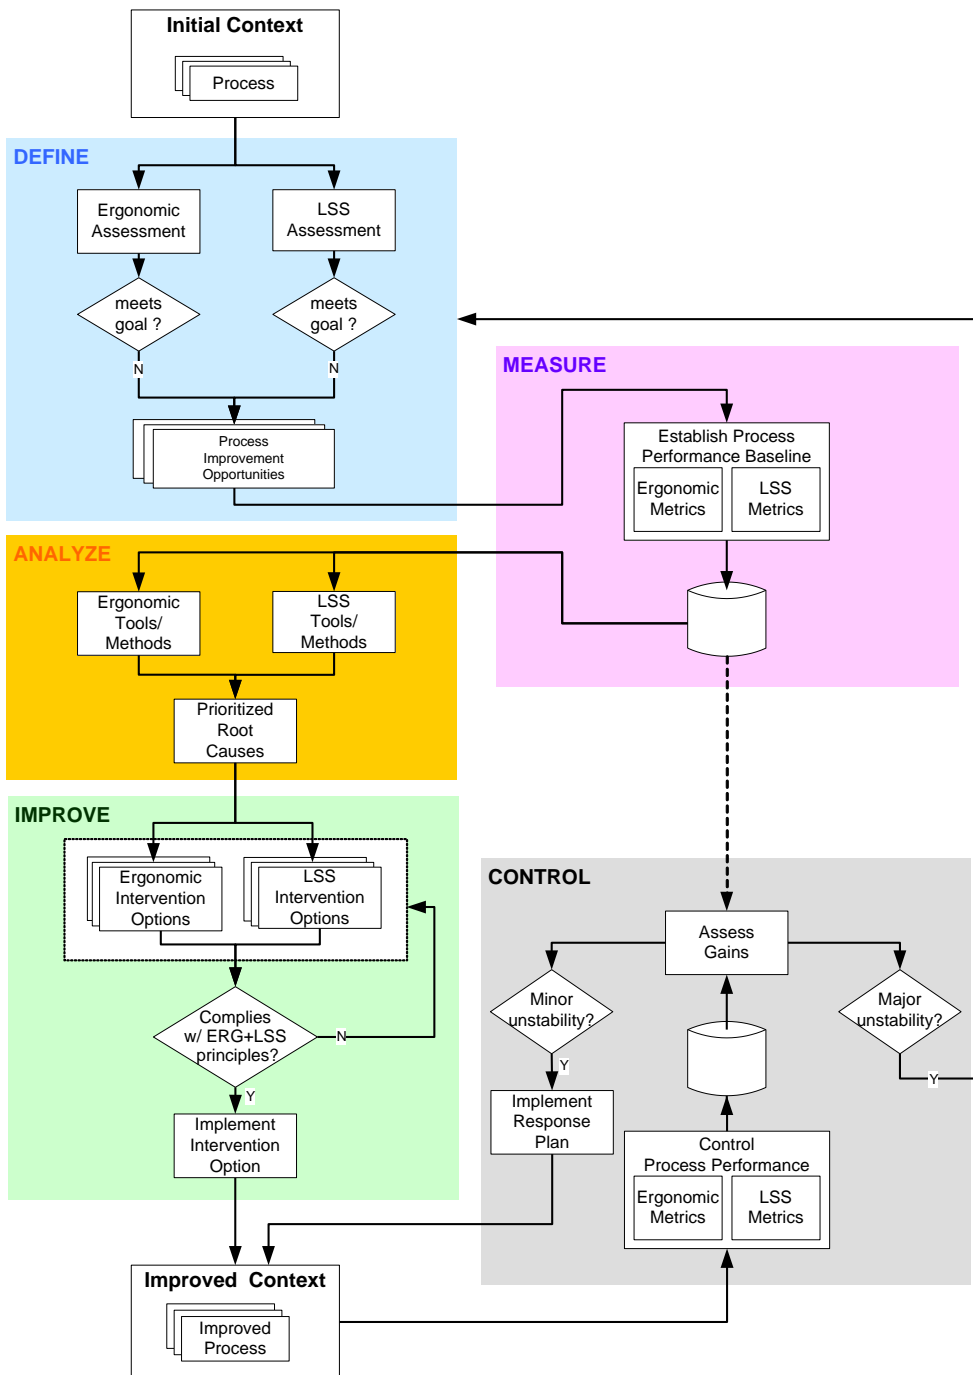 Initial Context
Process
DEFINE
Ergonomic
Assessment
LSS
Assessment
meets
goal ?
meets
goal ?
N
N
Process
Improvement
Opportunities
MEASURE
Establish Process
Performance Baseline
Ergonomic
Metrics
LSS
Metrics
ANALYZE
Ergonomic
Tools/
Methods
LSS
Tools/
Methods
Prioritized
Root
Causes
IMPROVE
Ergonomic
Intervention
Options
LSS
Intervention
Options
Complies
w/ ERG+LSS
principles?
N
Y
Implement
Intervention
Option
CONTROL
Assess
Gains
Minor
unstability?
Major
unstability?
Y
Y
Implement
Response
Plan
Control
Process Performance
Ergonomic
Metrics
LSS
Metrics
Improved Context
Improved
Process